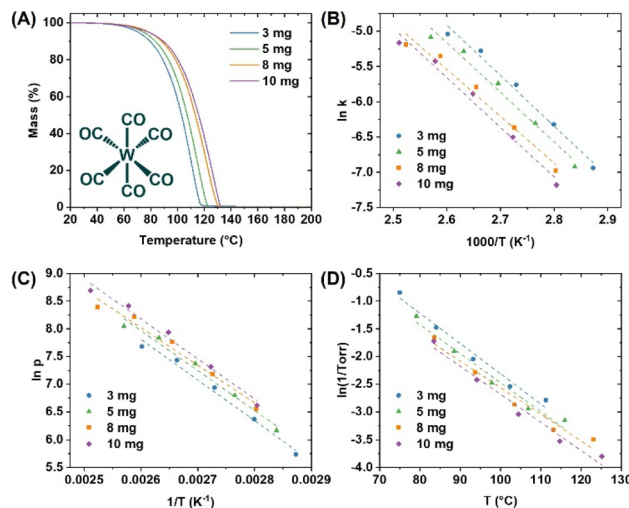 (A)
100
80
60
40
20
0
Mass (%)
3 mg
5 mg
8 mg
10 mg
CO
OC
CO
W
OC
CO
CO
20 40 60 80 100 120 140 160 180 200
Temperature (°C)
(B)
-5.0
-5.5
-6.0
-6.5
-7.0
-7.5
ln k
3 mg
5 mg
8 mg
10 mg
2.5 2.6 2.7 2.8 2.9
1000/T (K⁻¹)
(C)
9.0
8.5
8.0
7.5
7.0
6.5
6.0
5.5
ln p
3 mg
5 mg
8 mg
10 mg
0.0025 0.0026 0.0027 0.0028 0.0029
1/T (K⁻¹)
(D)
-0.5
-1.0
-1.5
-2.0
-2.5
-3.0
-3.5
-4.0
ln(1/Torr)
3 mg
5 mg
8 mg
10 mg
70 80 90 100 110 120 130
T (°C)